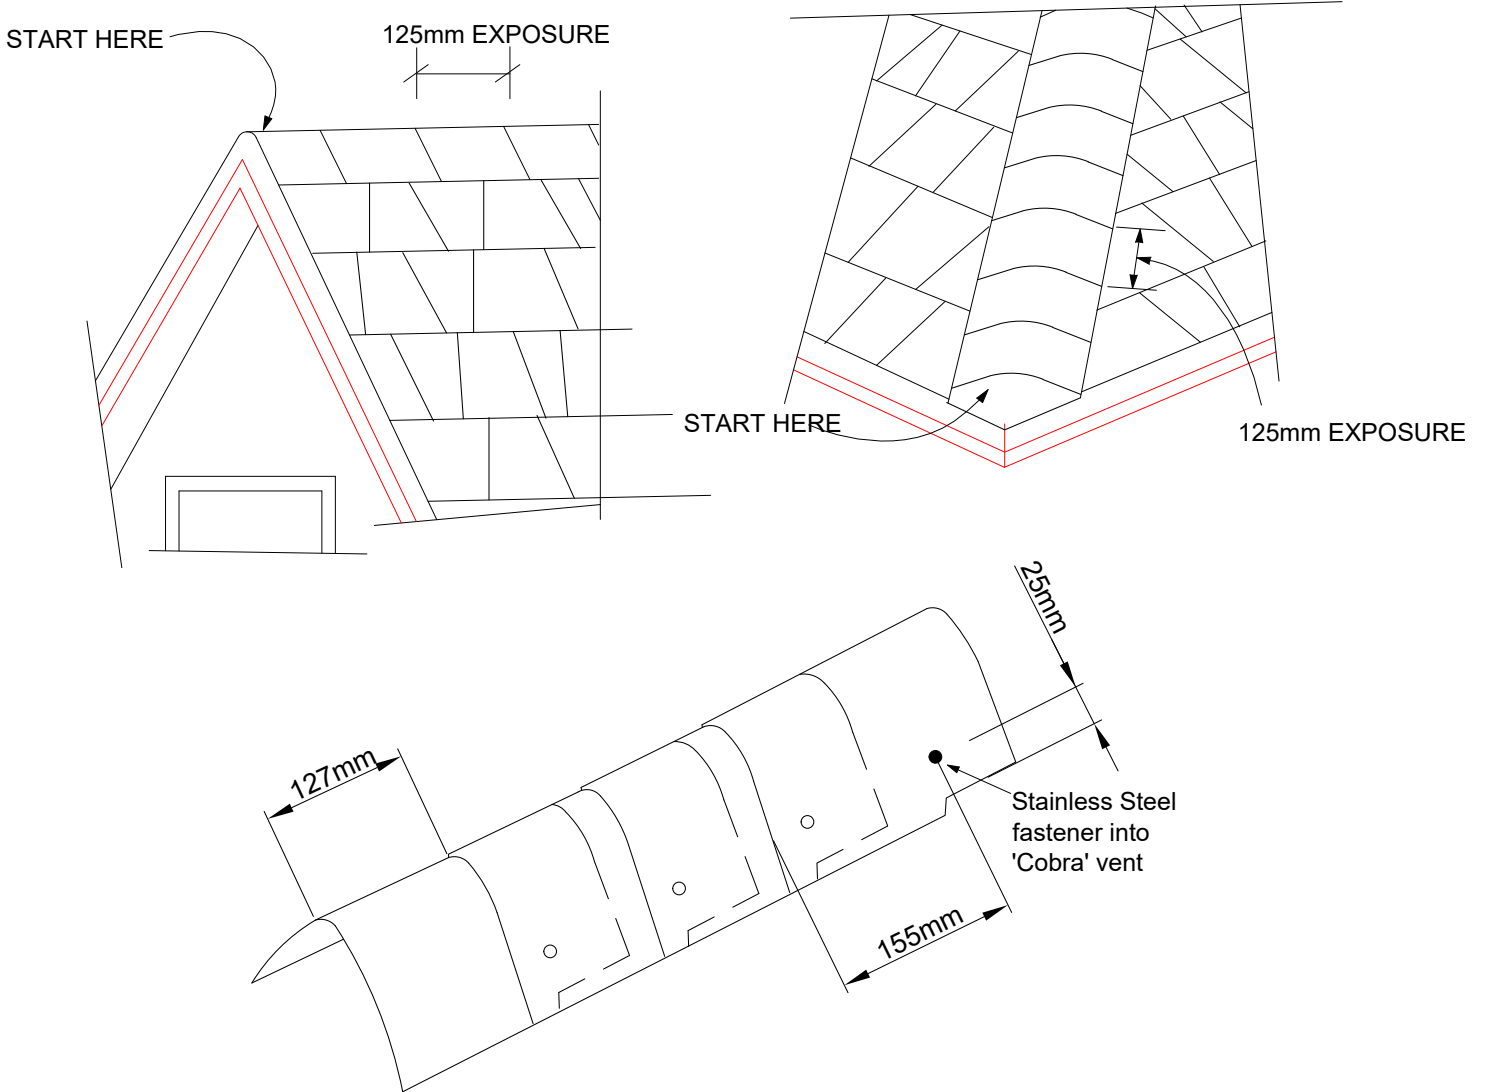 START HERE
125mm EXPOSURE
START HERE
125mm EXPOSURE
25mm
127mm
Stainless Steel
fastener into
'Cobra' vent
155mm